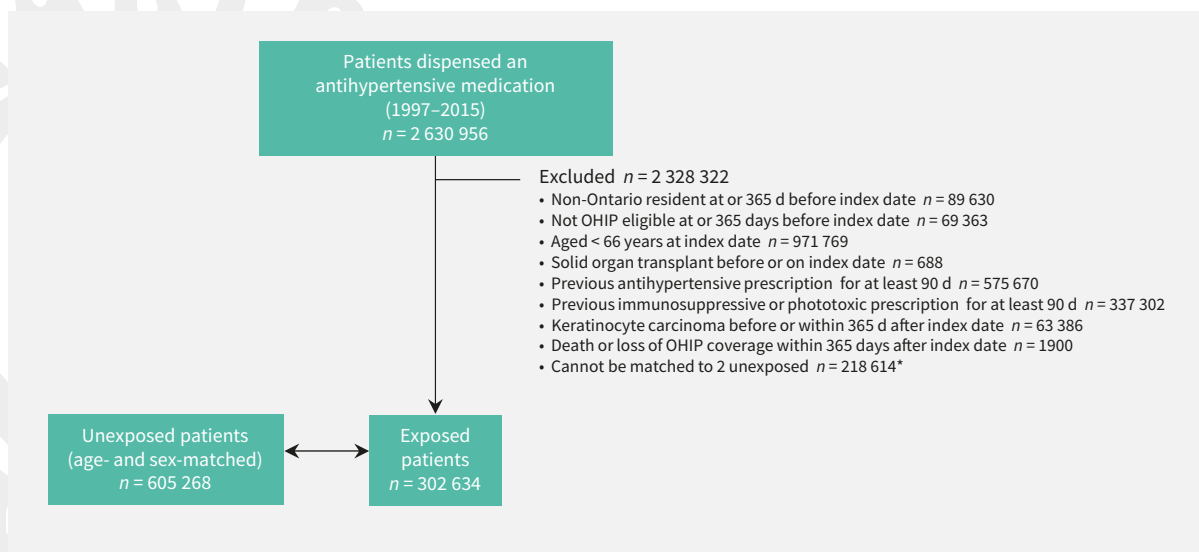 Patients dispensed an
antihypertensive medication
(1997–2015)
n = 2 630 956
Excluded n = 2 328 322
• Non-Ontario resident at or 365 d before index date n = 89 630
• Not OHIP eligible at or 365 days before index date n = 69 363
• Aged < 66 years at index date n = 971 769
• Solid organ transplant before or on index date n = 688
• Previous antihypertensive prescription for at least 90 d n = 575 670
• Previous immunosuppressive or phototoxic prescription for at least 90 d n = 337 302
• Keratinocyte carcinoma before or within 365 d after index date n = 63 386
• Death or loss of OHIP coverage within 365 days after index date n = 1900
• Cannot be matched to 2 unexposed n = 218 614*
Unexposed patients
(age- and sex-matched)
n = 605 268
Exposed
patients
n = 302 634